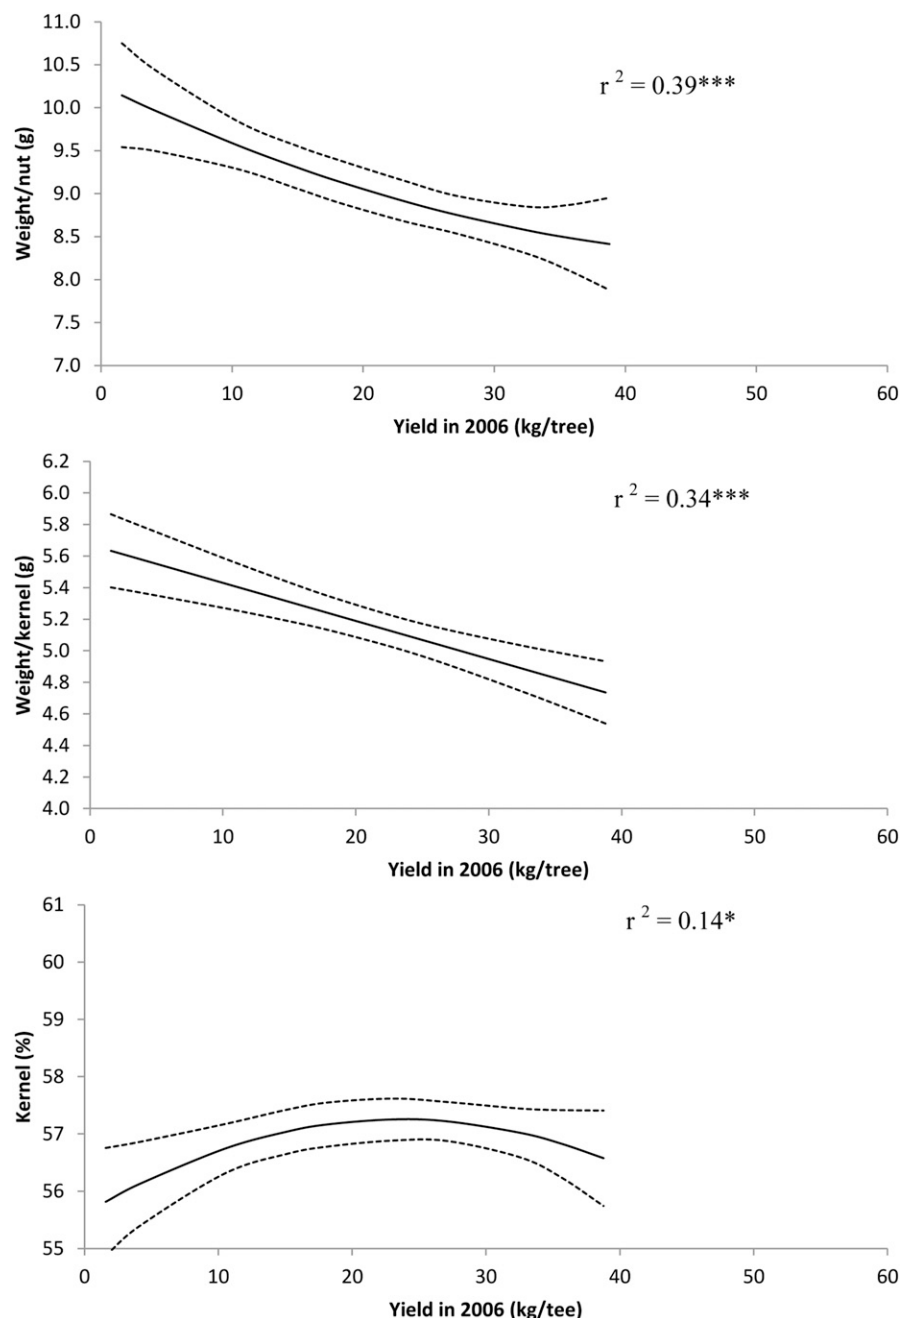 11.0
10.5
10.0
9.5
9.0
8.5
8.0
7.5
7.0
Weight/nut (g)
r 2 = 0.39***
0 10 20 30 40 50 60
Yield in 2006 (kg/tree)
6.2
6.0
5.8
5.6
5.4
5.2
5.0
4.8
4.6
4.4
4.2
4.0
Weight/kernel (g)
r 2 = 0.34***
0 10 20 30 40 50 60
Yield in 2006 (kg/tree)
61
60
59
58
57
56
55
Kernel (%)
r 2 = 0.14*
0 10 20 30 40 50 60
Yield in 2006 (kg/tee)